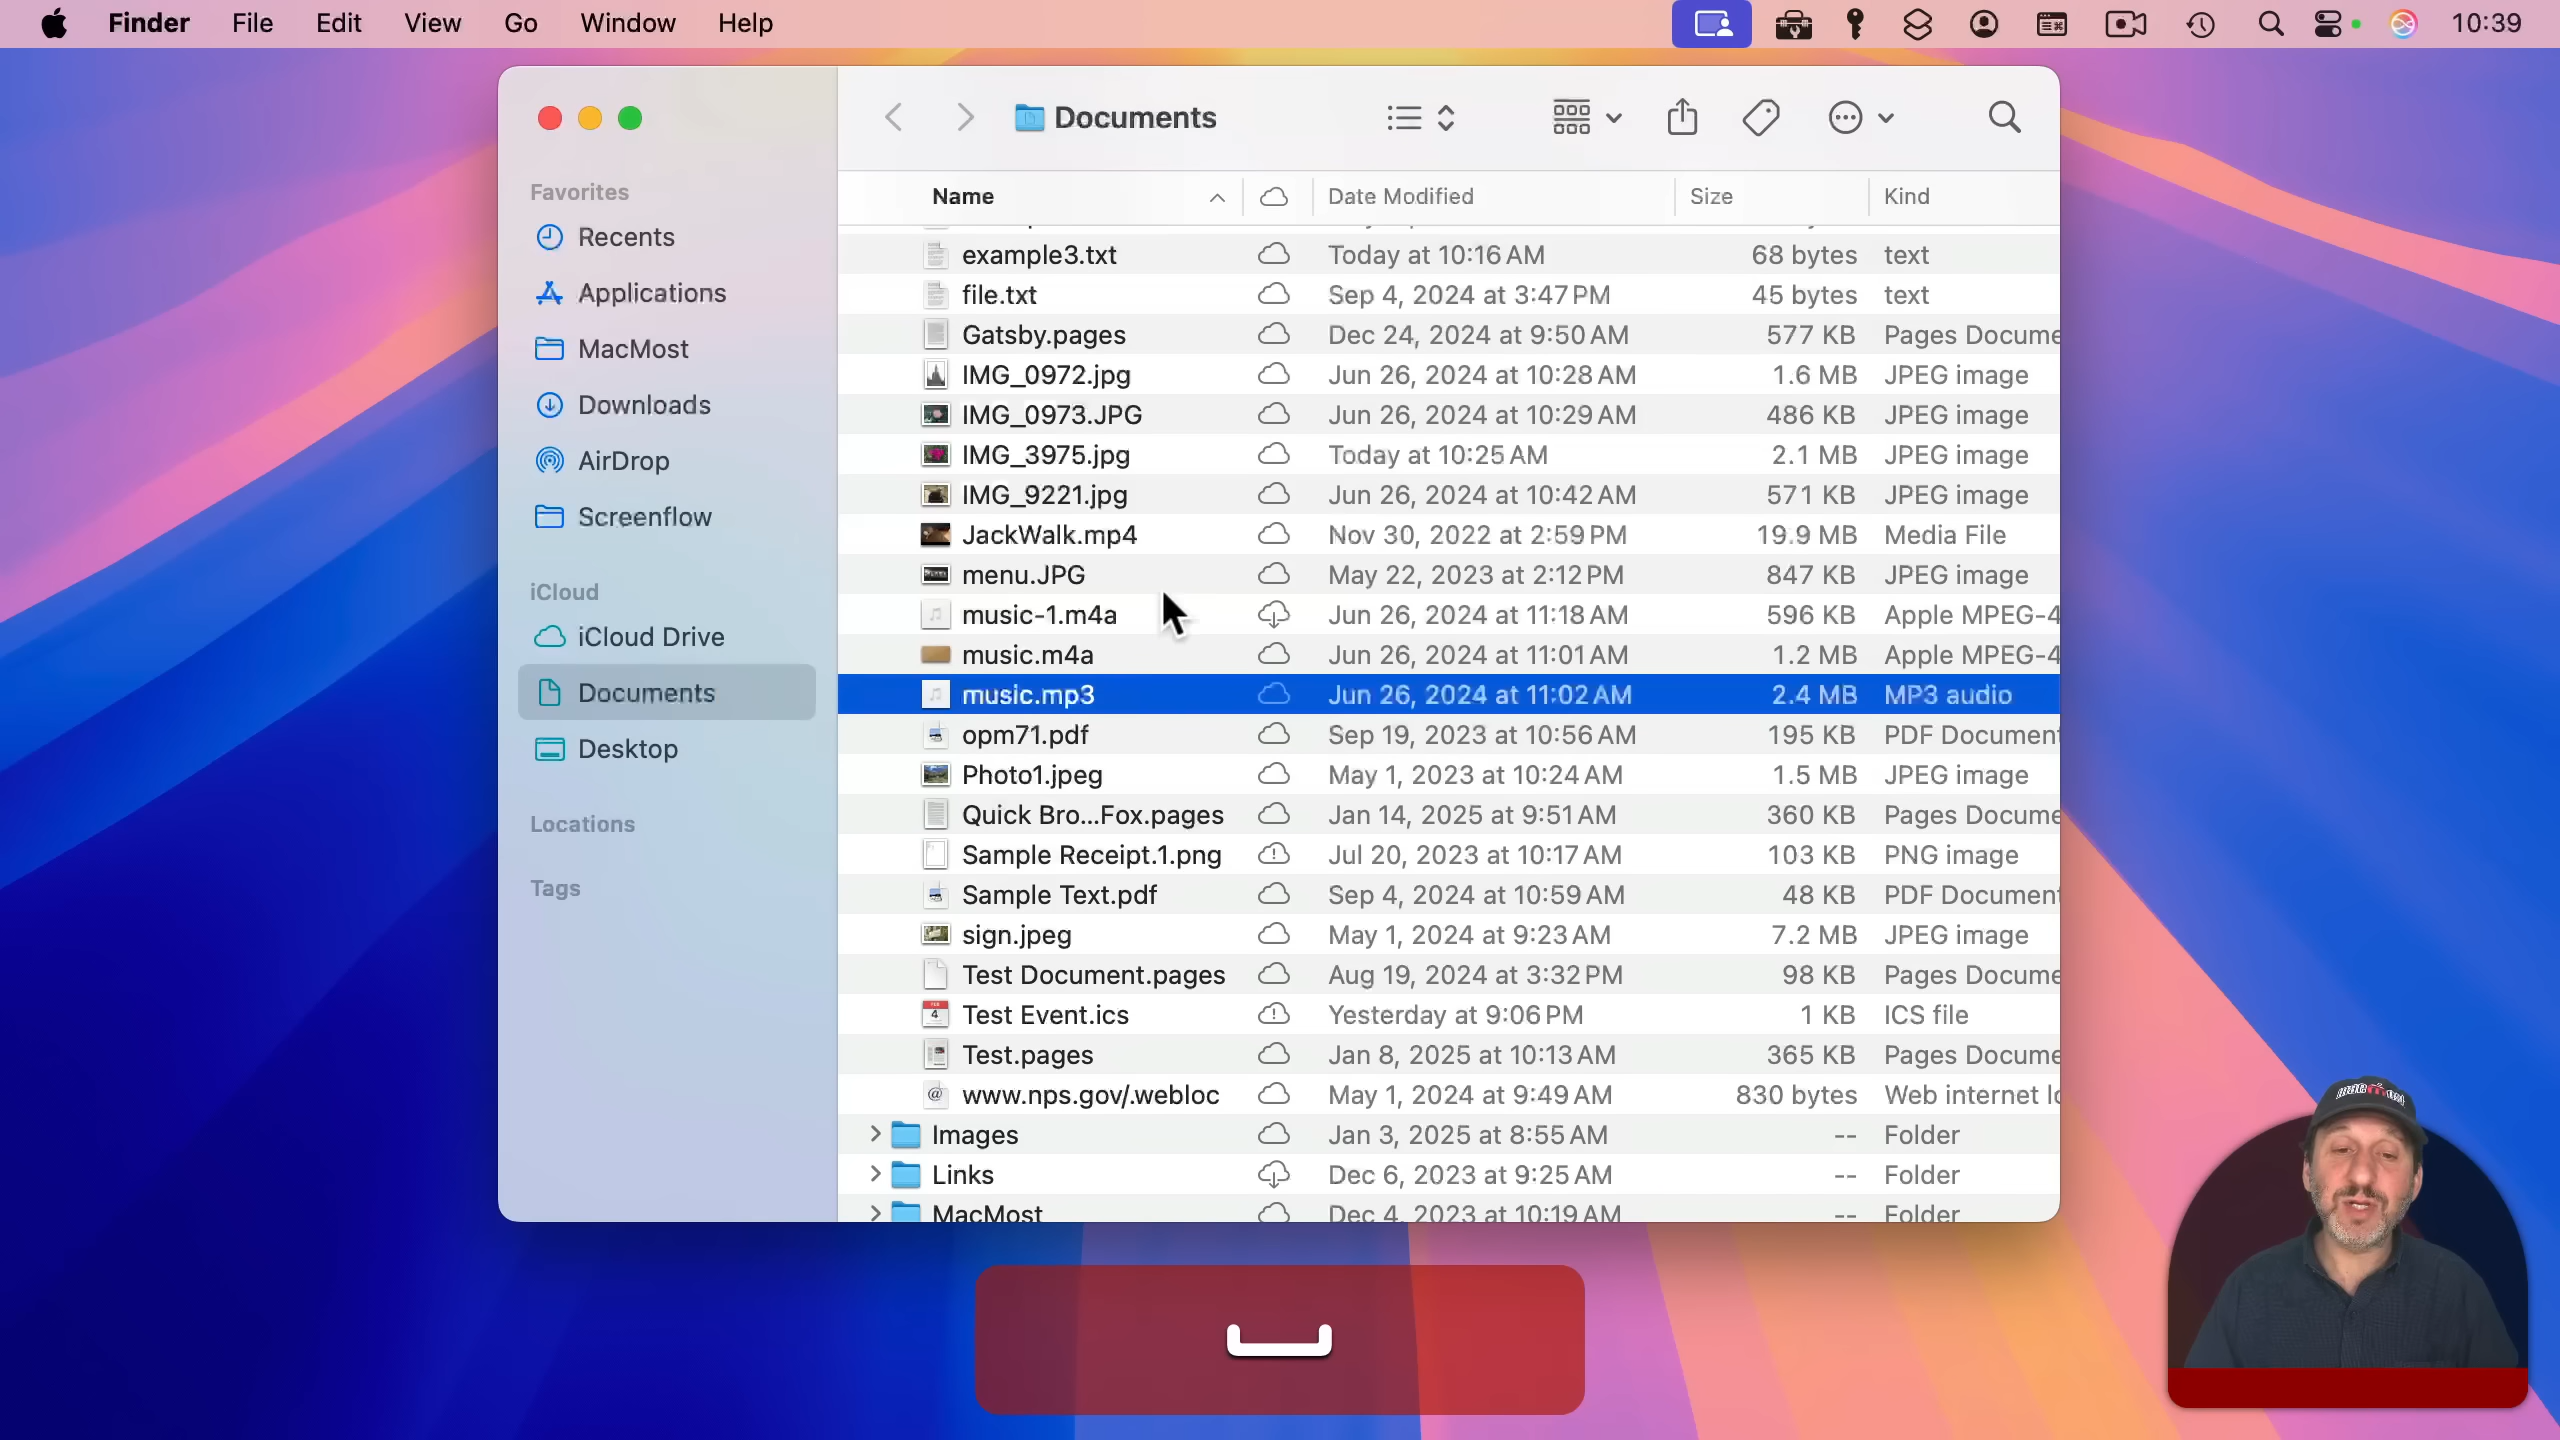 Finder File Edit View Go Window Help 10:39
Documents
Favorites
Recents
Applications
MacMost
Downloads
AirDrop
Screenflow
iCloud
iCloud Drive
Documents
Desktop
Locations
Tags
Name Date Modified Size Kind
example3.txt Today at 10:16 AM 68 bytes text
file.txt Sep 4, 2024 at 3:47 PM 45 bytes text
Gatsby.pages Dec 24, 2024 at 9:50 AM 577 KB Pages Docume
IMG_0972.jpg Jun 26, 2024 at 10:28 AM 1.6 MB JPEG image
IMG_0973.JPG Jun 26, 2024 at 10:29 AM 486 KB JPEG image
IMG_3975.jpg Today at 10:25 AM 2.1 MB JPEG image
IMG_9221.jpg Jun 26, 2024 at 10:42 AM 571 KB JPEG image
JackWalk.mp4 Nov 30, 2022 at 2:59 PM 19.9 MB Media File
menu.JPG May 22, 2023 at 2:12 PM 847 KB JPEG image
music-1.m4a Jun 26, 2024 at 11:18 AM 596 KB Apple MPEG-4
music.m4a Jun 26, 2024 at 11:01 AM 1.2 MB Apple MPEG-4
music.mp3 Jun 26, 2024 at 11:02 AM 2.4 MB MP3 audio
opm71.pdf Sep 19, 2023 at 10:56 AM 195 KB PDF Document
Photo1.jpeg May 1, 2023 at 10:24 AM 1.5 MB JPEG image
Quick Bro...Fox.pages Jan 14, 2025 at 9:51 AM 360 KB Pages Docume
Sample Receipt.1.png Jul 20, 2023 at 10:17 AM 103 KB PNG image
Sample Text.pdf Sep 4, 2024 at 10:59 AM 48 KB PDF Document
sign.jpeg May 1, 2024 at 9:23 AM 7.2 MB JPEG image
Test Document.pages Aug 19, 2024 at 3:32 PM 98 KB Pages Docume
Test Event.ics Yesterday at 9:06 PM 1 KB ICS file
Test.pages Jan 8, 2025 at 10:13 AM 365 KB Pages Docume
www.nps.gov/.webloc May 1, 2024 at 9:49 AM 830 bytes Web internet lo
Images Jan 3, 2025 at 8:55 AM -- Folder
Links Dec 6, 2023 at 9:25 AM -- Folder
MacMost Dec 4, 2023 at 10:19 AM -- Folder